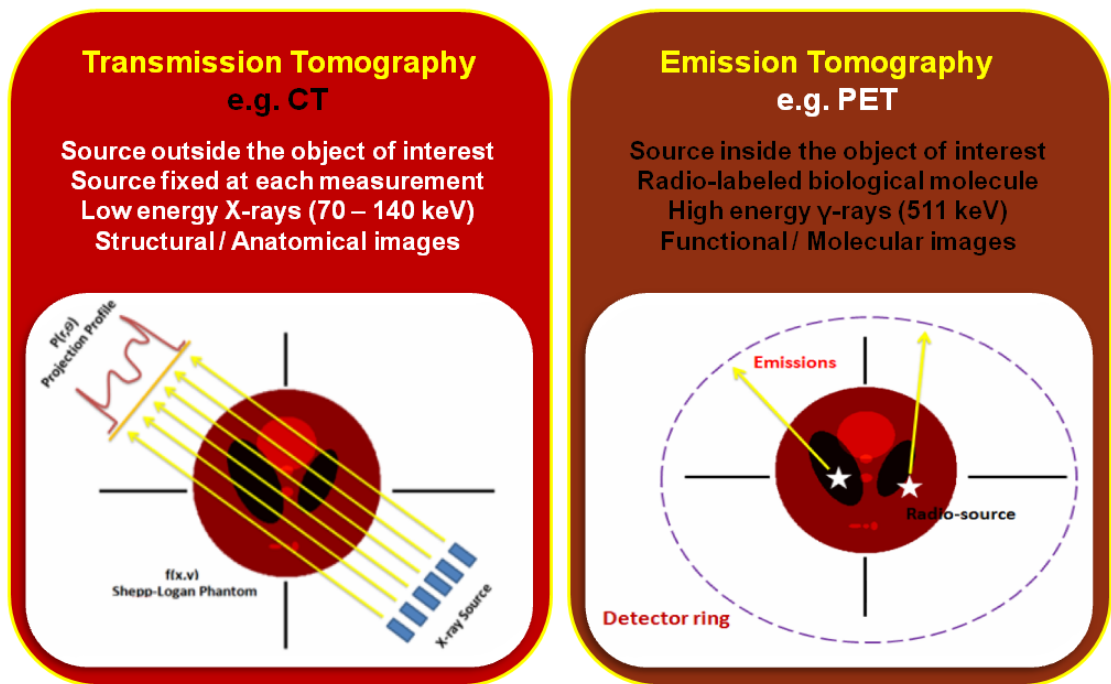 Transmission Tomography
e.g. CT
Source outside the object of interest
Source fixed at each measurement
Low energy X-rays (70 – 140 keV)
Structural / Anatomical images
P(r,Θ)
Projection Profile
f(x,y)
Shepp-Logan Phantom
X-ray Source
Emission Tomography
e.g. PET
Source inside the object of interest
Radio-labeled biological molecule
High energy γ-rays (511 keV)
Functional / Molecular images
Emissions
Radio-source
Detector ring